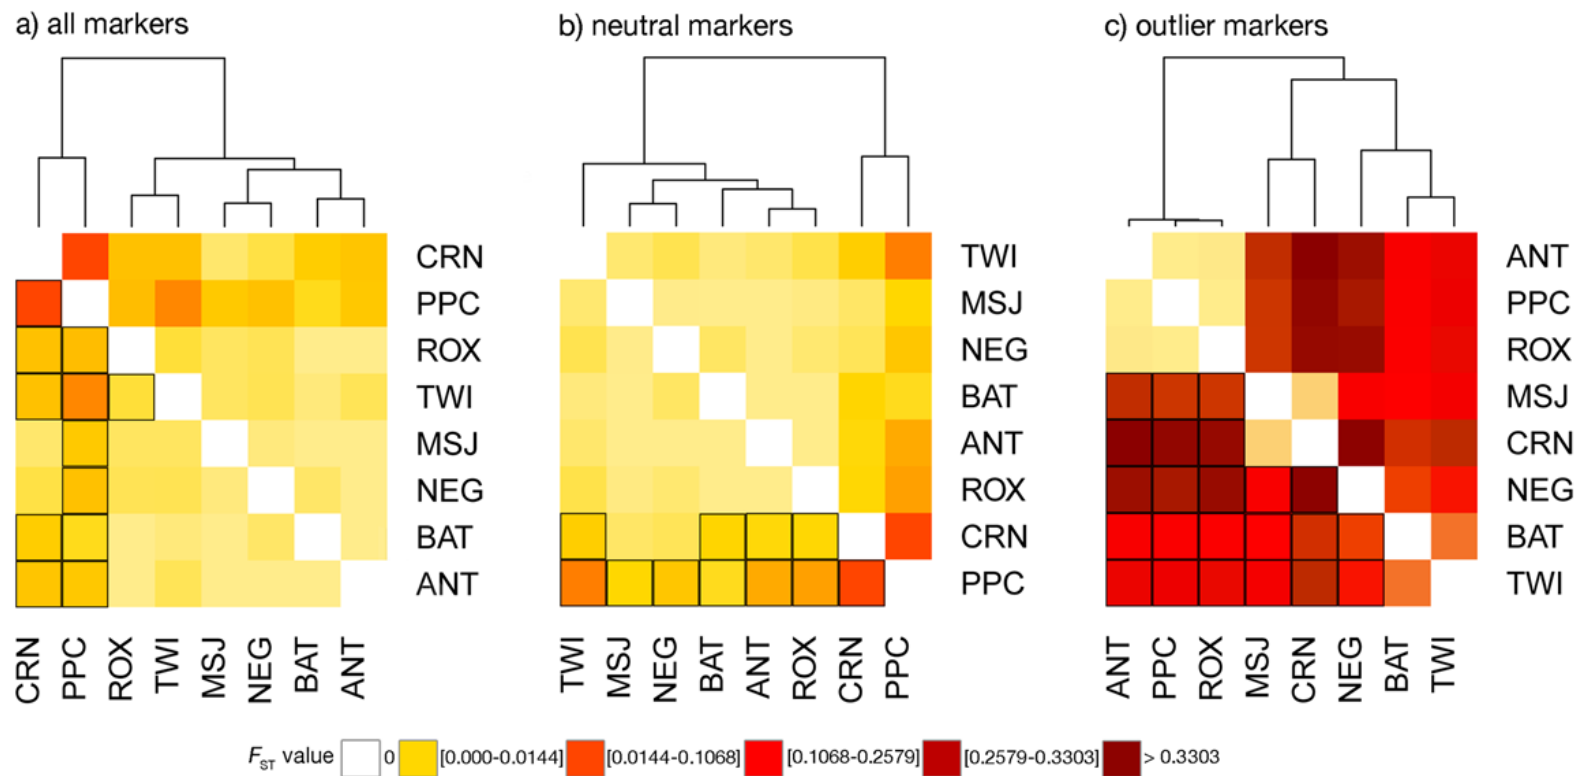 a) all markers
b) neutral markers
c) outlier markers
CRN
PPC
ROX
TWI
MSJ
NEG
BAT
ANT
TWI
MSJ
NEG
BAT
ANT
ROX
CRN
PPC
ANT
PPC
ROX
MSJ
CRN
NEG
BAT
TWI
CRN PPC ROX TWI MSJ NEG BAT ANT
TWI MSJ NEG BAT ANT ROX CRN PPC
ANT PPC ROX MSJ CRN NEG BAT TWI
FST value 0 [0.000-0.0144] [0.0144-0.1068] [0.1068-0.2579] [0.2579-0.3303] > 0.3303